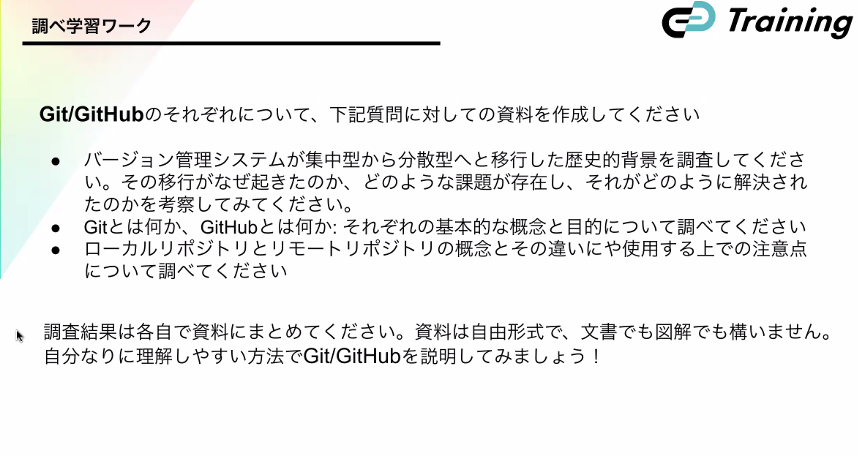 調べ学習ワーク
Training
Git/GitHubのそれぞれについて、下記質問に対しての資料を作成してください
● バージョン管理システムが集中型から分散型へと移行した歴史的背景を調査してくださ
い。その移行がなぜ起きたのか、どのような課題が存在し、それがどのように解決され
たのかを考察してみてください。
● Gitとは何か、GitHubとは何か: それぞれの基本的な概念と目的について調べてください
● ローカルリポジトリとリモートリポジトリの概念とその違いにや使用する上での注意点
について調べてください
調査結果は各自で資料にまとめてください。資料は自由形式で、文書でも図解でも構いません。
自分なりに理解しやすい方法でGit/GitHubを説明してみましょう！